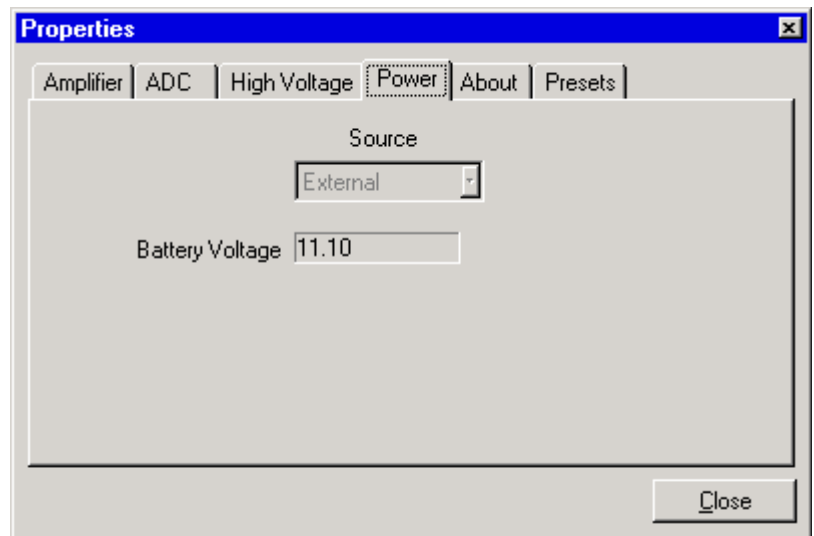 Properties
Amplifier ADC High Voltage Power About Presets
Source
External
Battery Voltage 11.10
Close